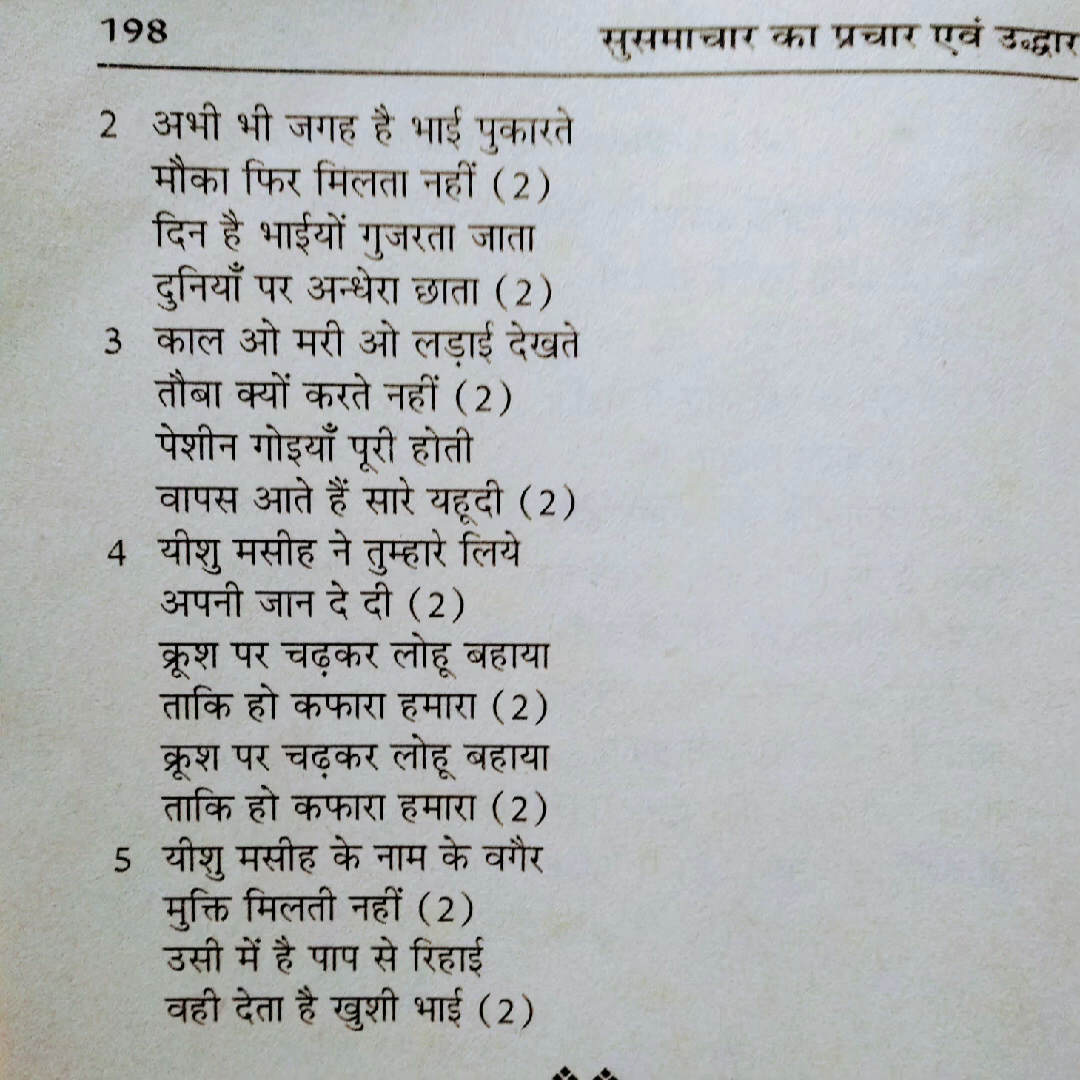 198 सुसमाचार का प्रचार एवं उद्धार
2 अभी भी जगह है भाई पुकारते
मौका फिर मिलता नहीं (2)
दिन है भाईयों गुजरता जाता
दुनियाँ पर अन्धेरा छाता (2)
3 काल ओ मरी ओ लड़ाई देखते
तौबा क्यों करते नहीं (2)
पेशीन गोइयाँ पूरी होती
वापस आते हैं सारे यहूदी (2)
4 यीशु मसीह ने तुम्हारे लिये
अपनी जान दे दी (2)
क्रूश पर चढ़कर लोहू बहाया
ताकि हो कफारा हमारा (2)
क्रूश पर चढ़कर लोहू बहाया
ताकि हो कफारा हमारा (2)
5 यीशु मसीह के नाम के वगैर
मुक्ति मिलती नहीं (2)
उसी में है पाप से रिहाई
वही देता है खुशी भाई (2)